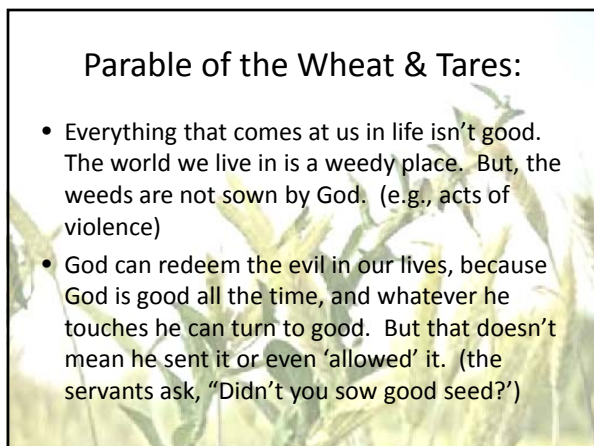 Parable of the Wheat & Tares:
• Everything that comes at us in life isn’t good.
The world we live in is a weedy place.  But, the
weeds are not sown by God.  (e.g., acts of
violence)
• God can redeem the evil in our lives, because
God is good all the time, and whatever he
touches he can turn to good.  But that doesn’t
mean he sent it or even ‘allowed’ it.  (the
servants ask, “Didn’t you sow good seed?’)